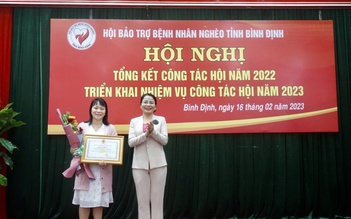 HỘI BẢO TRỢ BỆNH NHÂN NGHÈO TỈNH BÌNH ĐỊNH
HỘI NGHỊ
TỔNG KẾT CÔNG TÁC HỘI NĂM 2022
TRIỂN KHAI NHIỆM VỤ CÔNG TÁC HỘI NĂM 2023
Bình Định, ngày 16 tháng 02 năm 2023